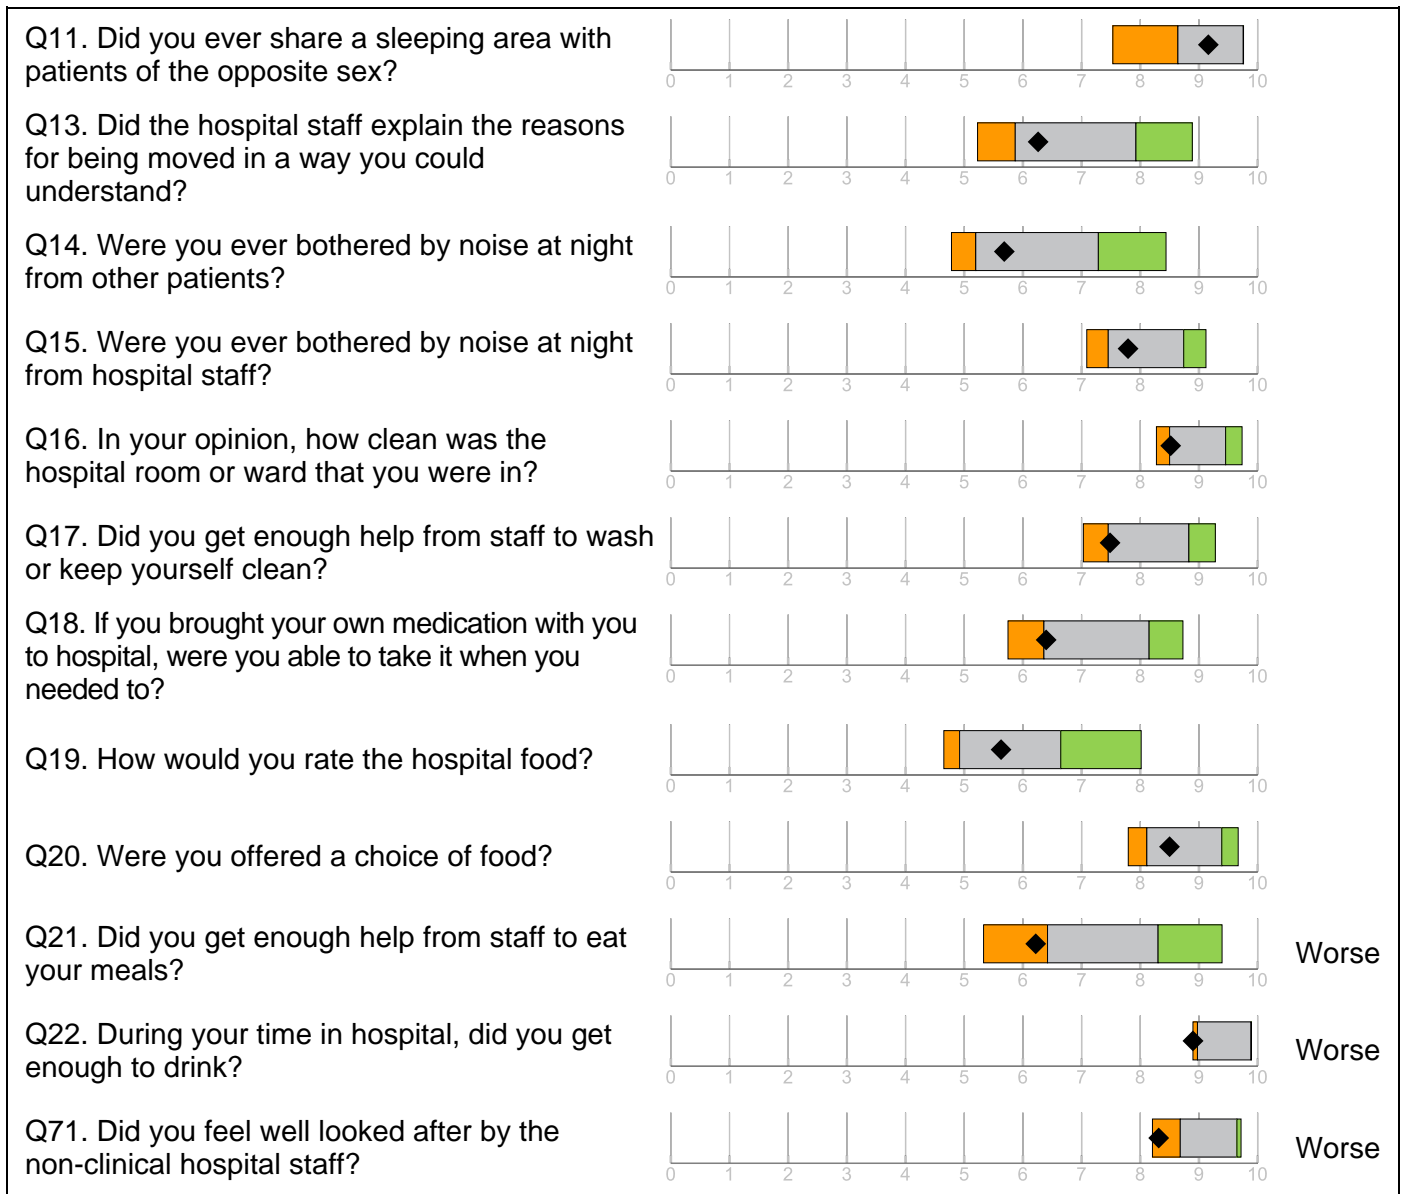 Q11. Did you ever share a sleeping area with
patients of the opposite sex?
0 1 2 3 4 5 6 7 8 9 10
Q13. Did the hospital staff explain the reasons
for being moved in a way you could
understand?
0 1 2 3 4 5 6 7 8 9 10
Q14. Were you ever bothered by noise at night
from other patients?
0 1 2 3 4 5 6 7 8 9 10
Q15. Were you ever bothered by noise at night
from hospital staff?
0 1 2 3 4 5 6 7 8 9 10
Q16. In your opinion, how clean was the
hospital room or ward that you were in?
0 1 2 3 4 5 6 7 8 9 10
Q17. Did you get enough help from staff to wash
or keep yourself clean?
0 1 2 3 4 5 6 7 8 9 10
Q18. If you brought your own medication with you
to hospital, were you able to take it when you
needed to?
0 1 2 3 4 5 6 7 8 9 10
Q19. How would you rate the hospital food?
0 1 2 3 4 5 6 7 8 9 10
Q20. Were you offered a choice of food?
0 1 2 3 4 5 6 7 8 9 10
Q21. Did you get enough help from staff to eat
your meals?
0 1 2 3 4 5 6 7 8 9 10
Worse
Q22. During your time in hospital, did you get
enough to drink?
0 1 2 3 4 5 6 7 8 9 10
Worse
Q71. Did you feel well looked after by the
non-clinical hospital staff?
0 1 2 3 4 5 6 7 8 9 10
Worse